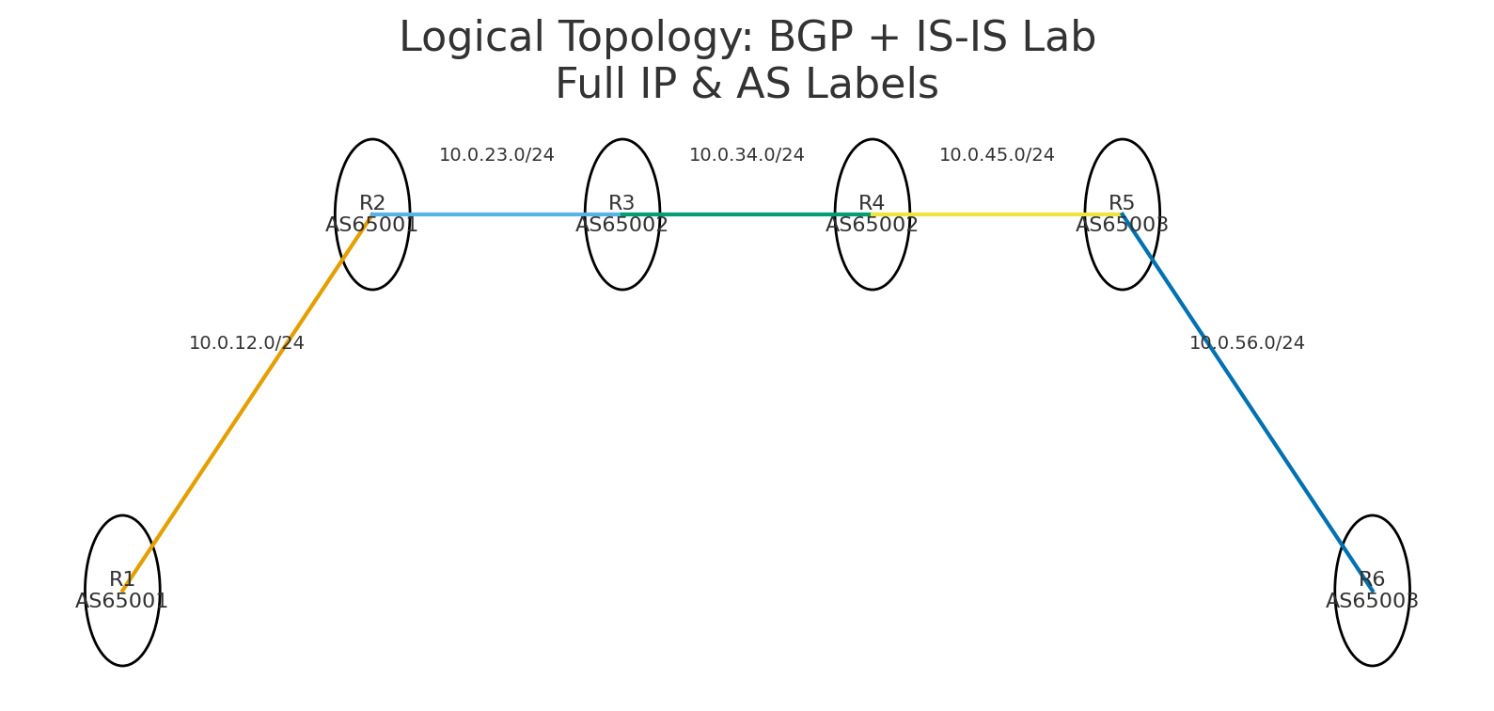 Logical Topology: BGP + IS-IS Lab
Full IP & AS Labels
10.0.23.0/24
10.0.34.0/24
10.0.45.0/24
R2
AS65001
R3
AS65002
R4
AS65002
R5
AS65003
10.0.12.0/24
10.0.56.0/24
R1
AS65001
R6
AS65003